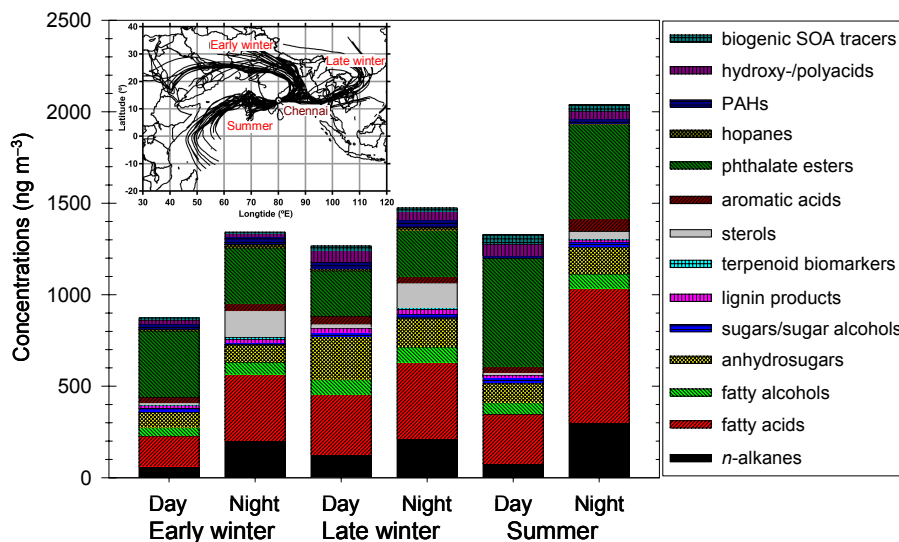 2500
2000
1500
1000
500
0
Concentrations (ng m⁻³)
40
30
20
10
0
-10
-20
Latitude (º)
30 40 50 60 70 80 90 100 110 120
Longtide (ºE)
Early winter
Late winter
Summer
Chennai
Day Night Day Night Day Night
Early winter Late winter Summer
biogenic SOA tracers
hydroxy-/polyacids
PAHs
hopanes
phthalate esters
aromatic acids
sterols
terpenoid biomarkers
lignin products
sugars/sugar alcohols
anhydrosugars
fatty alcohols
fatty acids
n-alkanes